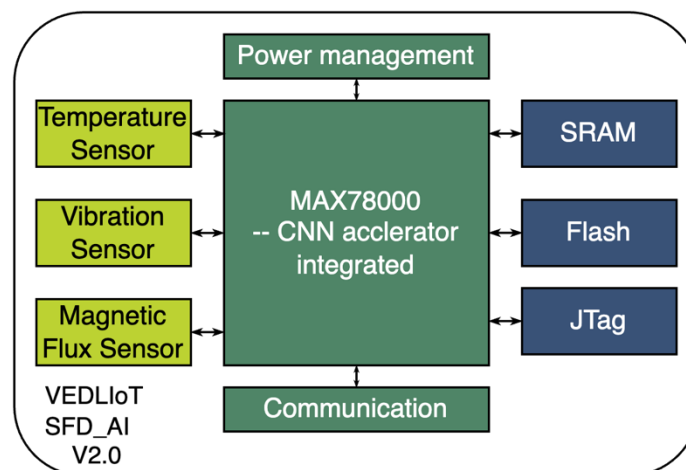 Power management
Temperature
Sensor
Vibration
Sensor
Magnetic
Flux Sensor
MAX78000
-- CNN acclerator
integrated
SRAM
Flash
JTag
Communication
VEDLIoT
SFD_AI
V2.0